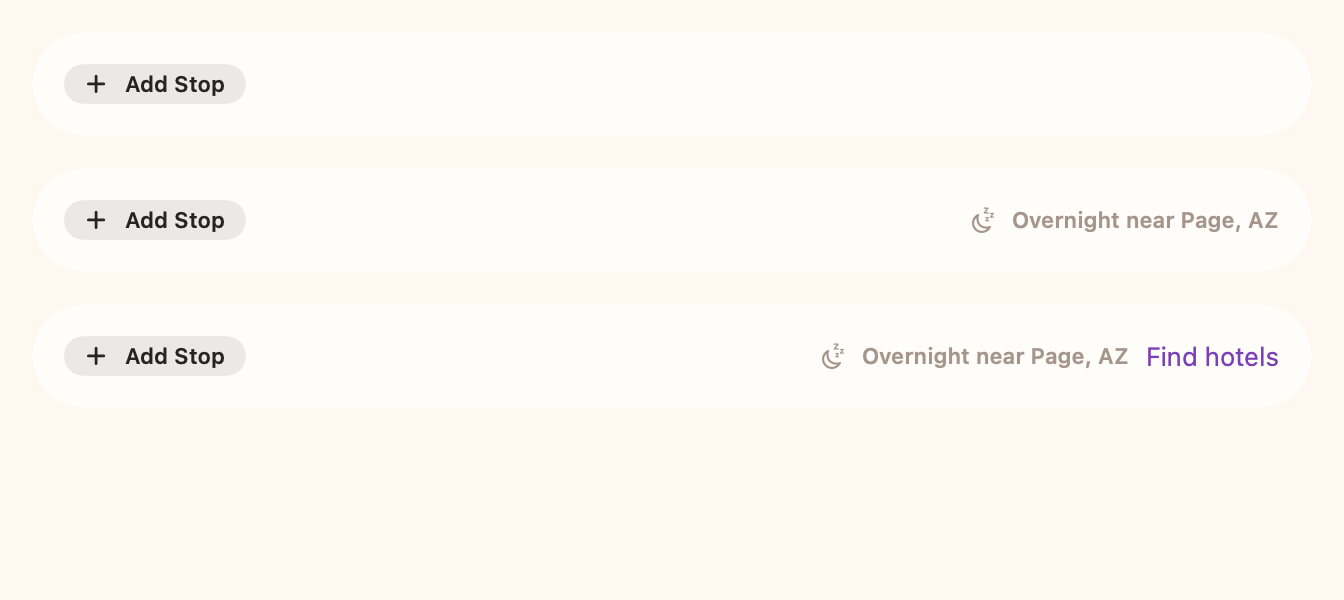 Add Stop
Add Stop Overnight near Page, AZ
Add Stop Overnight near Page, AZ Find hotels